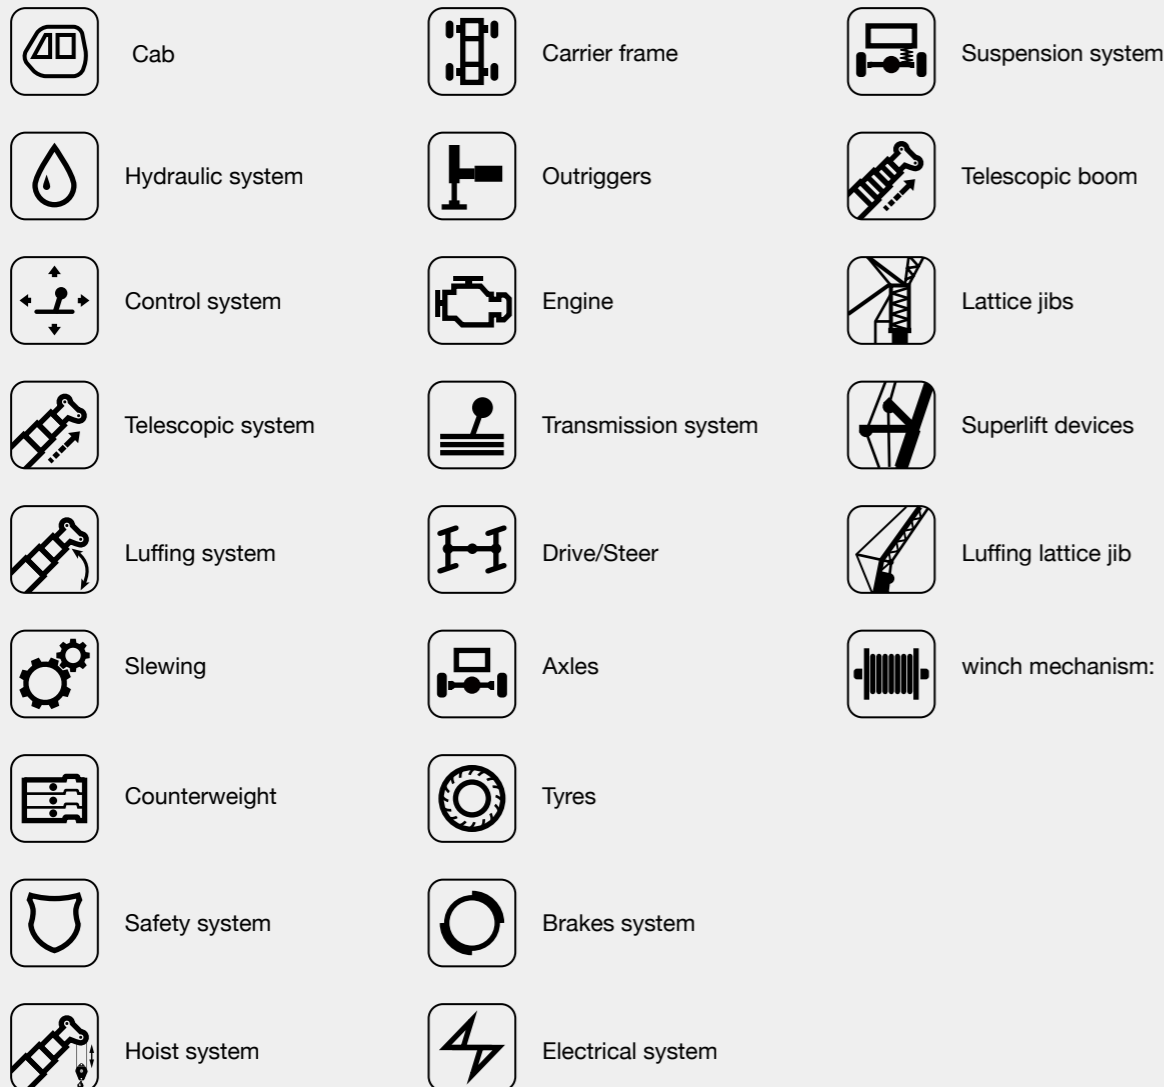 Cab
Hydraulic system
Control system
Telescopic system
Luffing system
Slewing
Counterweight
Safety system
Hoist system
Carrier frame
Outriggers
Engine
Transmission system
Drive/Steer
Axles
Tyres
Brakes system
Electrical system
Suspension system
Telescopic boom
Lattice jibs
Superlift devices
Luffing lattice jib
winch mechanism: